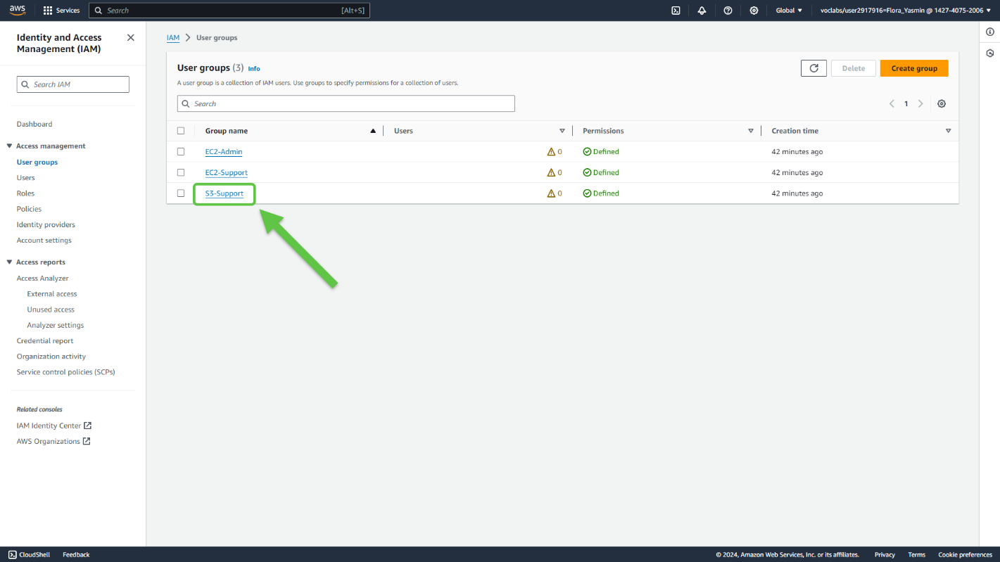 aws
Services
Search
[Alt+S]
Global
voclabs/user2917916=Flora_Yasmin @ 1427-4075-2006
Identity and Access
Management (IAM)
Search IAM
Dashboard
Access management
User groups
Users
Roles
Policies
Identity providers
Account settings
Access reports
Access Analyzer
External access
Unused access
Analyzer settings
Credential report
Organization activity
Service control policies (SCPs)
Related consoles
IAM Identity Center
AWS Organizations
IAM > User groups
User groups (3) Info
Delete
Create group
A user group is a collection of IAM users. Use groups to specify permissions for a collection of users.
Search
1
Group name Users Permissions Creation time
EC2-Admin 0 Defined 42 minutes ago
EC2-Support 0 Defined 42 minutes ago
S3-Support 0 Defined 42 minutes ago
CloudShell Feedback © 2024, Amazon Web Services, Inc. or its affiliates. Privacy Terms Cookie preferences